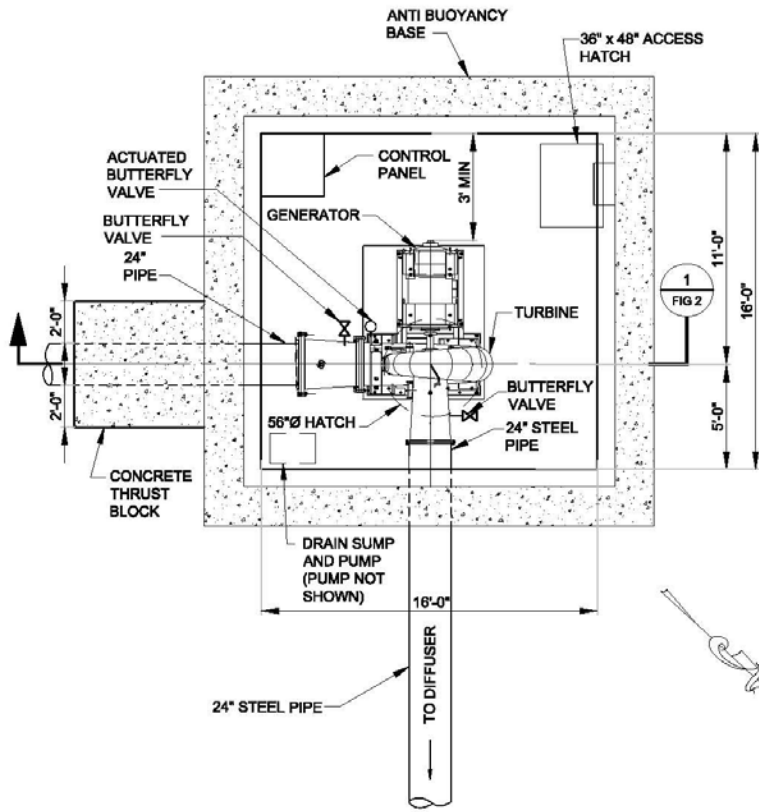 ANTI BUOYANCY
BASE
36" x 48" ACCESS
HATCH
ACTUATED
BUTTERFLY
VALVE
CONTROL
PANEL
3' MIN
BUTTERFLY
VALVE
GENERATOR
24"
PIPE
11'-0"
16'-0"
1
FIG 2
2'-0"
TURBINE
2'-0"
BUTTERFLY
VALVE
5'-0"
56"Ø HATCH
24" STEEL
PIPE
CONCRETE
THRUST
BLOCK
DRAIN SUMP
AND PUMP
(PUMP NOT
SHOWN)
16'-0"
24" STEEL PIPE
TO DIFFUSER